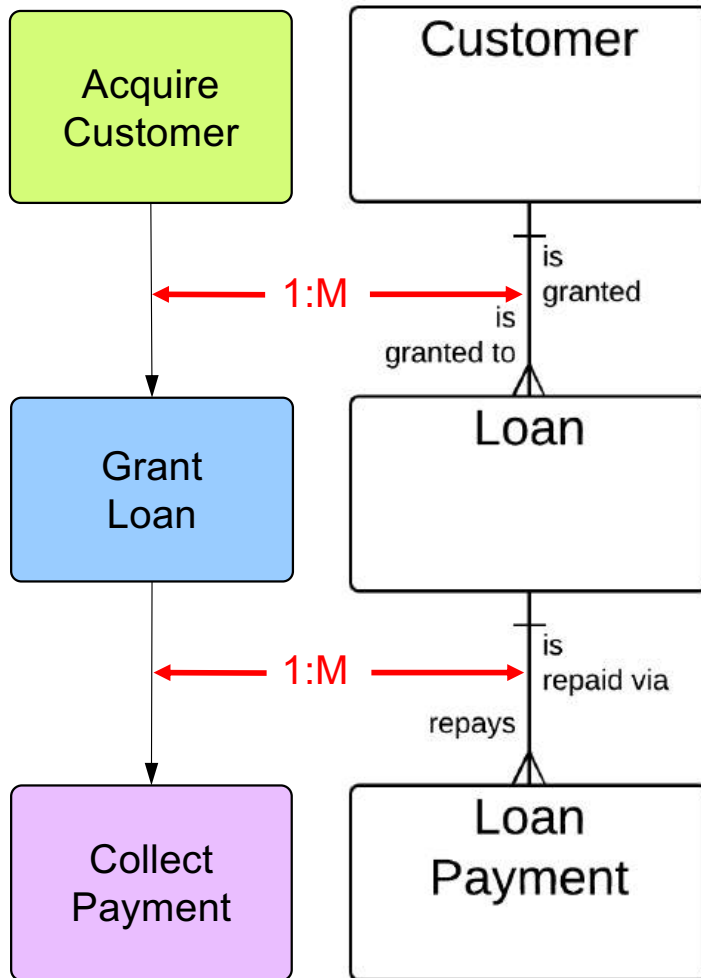 Acquire
Customer
Customer
is
granted
1:M
is
granted to
Grant
Loan
Loan
is
repaid via
1:M
repays
Collect
Payment
Loan
Payment